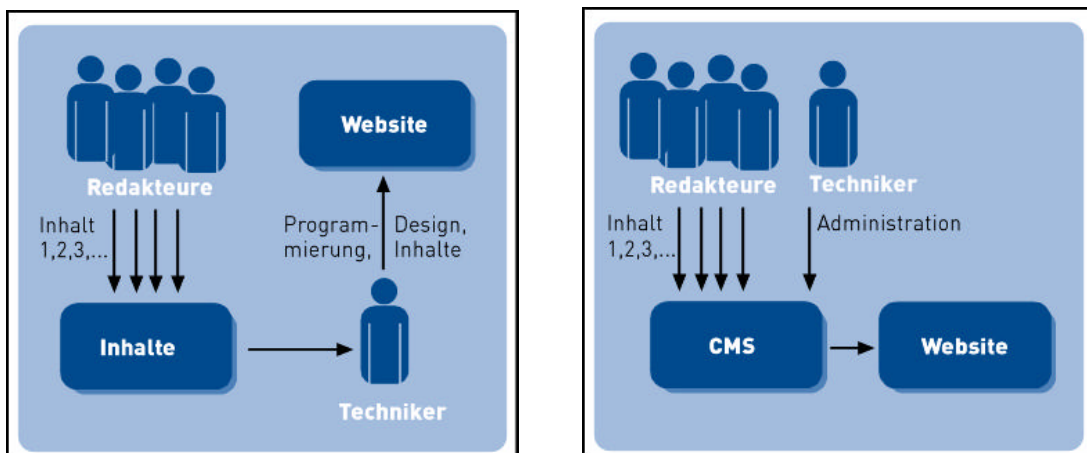 Website
Redakteure
Inhalt
1,2,3,...
Program-
mierung,
Design,
Inhalte
Inhalte
Techniker
Redakteure
Techniker
Inhalt
1,2,3,...
Administration
CMS
Website